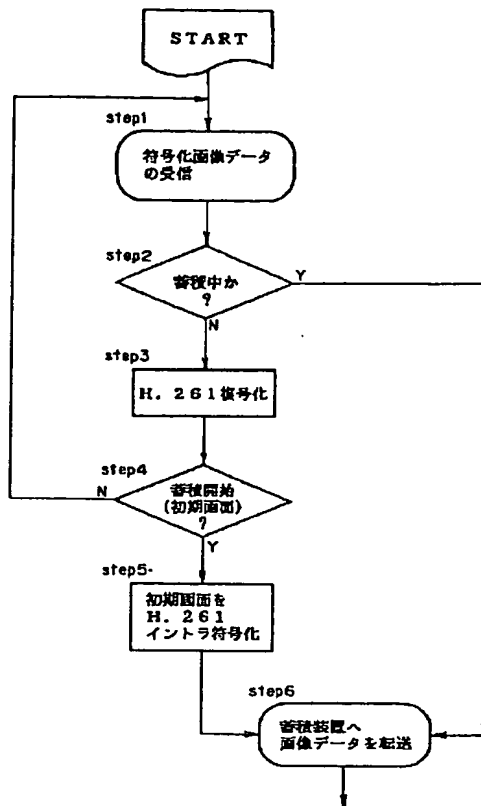 START
step1
符号化画像データ
の受信
step2
蓄積中か
?
Y
N
step3
H. 261復号化
step4
蓄積開始
(初期画面)
?
N
Y
step5
初期画面を
H. 261
イントラ符号化
step6
蓄積装置へ
画像データを転送